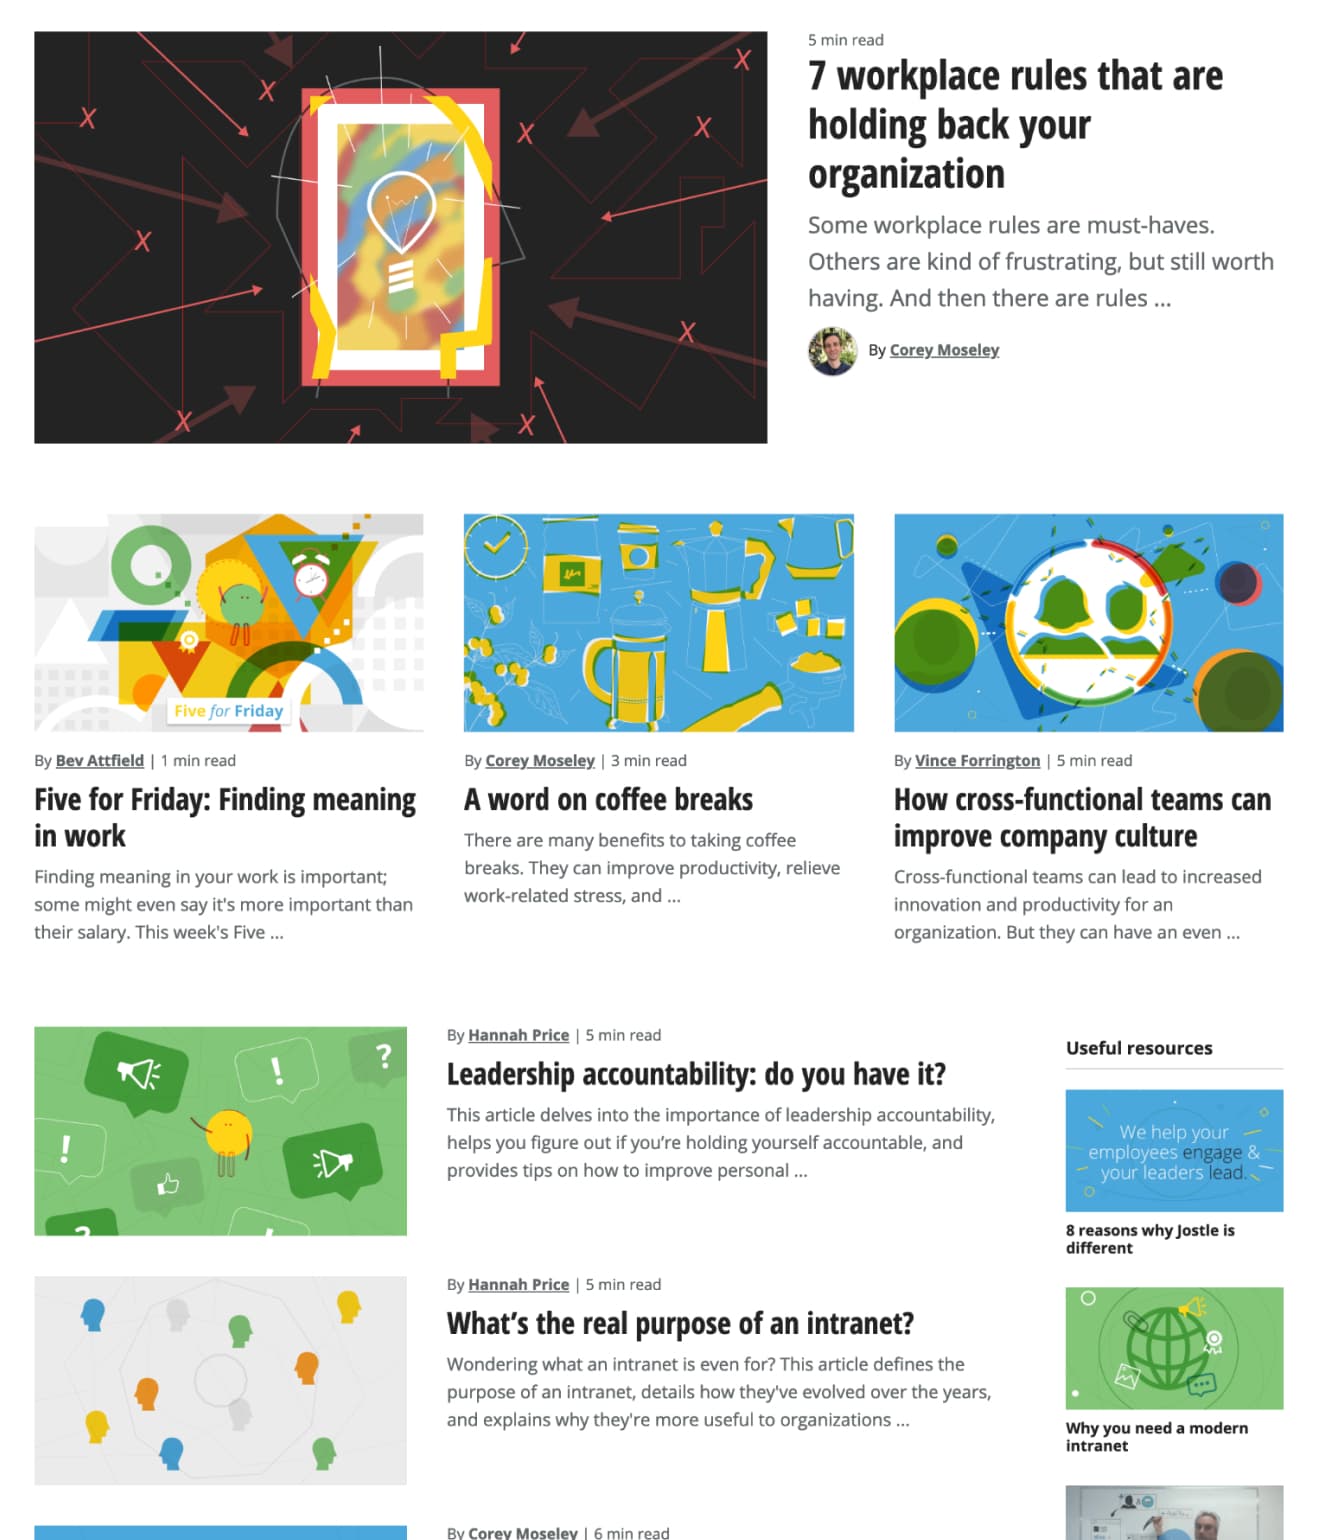 5 min read
7 workplace rules that are
holding back your
organization
Some workplace rules are must-haves.
Others are kind of frustrating, but still worth
having. And then there are rules ...
By Corey Moseley
X
X
X
X
X
X
X
X
X
Five for Friday
By Bev Attfield | 1 min read
Five for Friday: Finding meaning
in work
Finding meaning in your work is important;
some might even say it's more important than
their salary. This week's Five ...
By Corey Moseley | 3 min read
A word on coffee breaks
There are many benefits to taking coffee
breaks. They can improve productivity, relieve
work-related stress, and ...
By Vince Forrington | 5 min read
How cross-functional teams can
improve company culture
Cross-functional teams can lead to increased
innovation and productivity for an
organization. But they can have an even ...
!
?
!
By Hannah Price | 5 min read
Leadership accountability: do you have it?
This article delves into the importance of leadership accountability,
helps you figure out if you’re holding yourself accountable, and
provides tips on how to improve personal ...
By Hannah Price | 5 min read
What’s the real purpose of an intranet?
Wondering what an intranet is even for? This article defines the
purpose of an intranet, details how they've evolved over the years,
and explains why they're more useful to organizations ...
By Corey Moseley | 6 min read
Useful resources
We help your
employees engage &
your leaders lead.
8 reasons why Jostle is
different
Why you need a modern
intranet